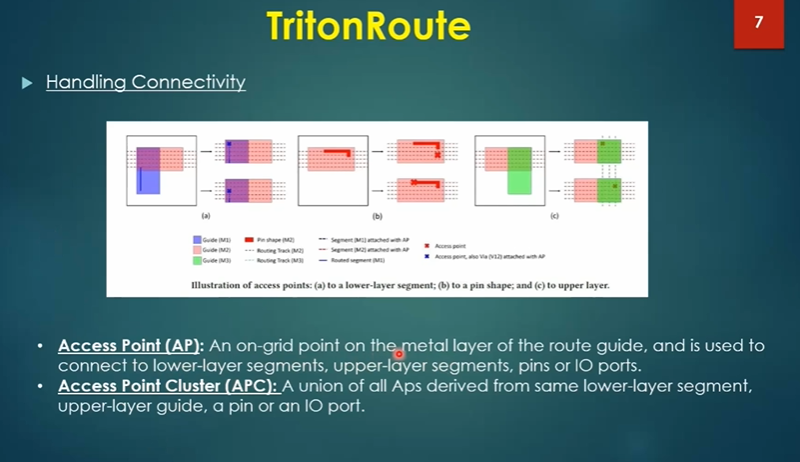 TritonRoute
7
Handling Connectivity
(a)
(b)
(c)
Guide (M1)
Guide (M2)
Guide (M3)
Pin shape (M2)
Routing Track (M2)
Routing Track (M3)
Segment (M1) attached with AP
Segment (M2) attached with AP
Routed segment (M1)
Access point
Access point, also Via (V12) attached with AP
Illustration of access points: (a) to a lower-layer segment; (b) to a pin shape; and (c) to upper layer.
• Access Point (AP): An on-grid point on the metal layer of the route guide, and is used to
connect to lower-layer segments, upper-layer segments, pins or IO ports.
• Access Point Cluster (APC): A union of all Aps derived from same lower-layer segment,
upper-layer guide, a pin or an IO port.